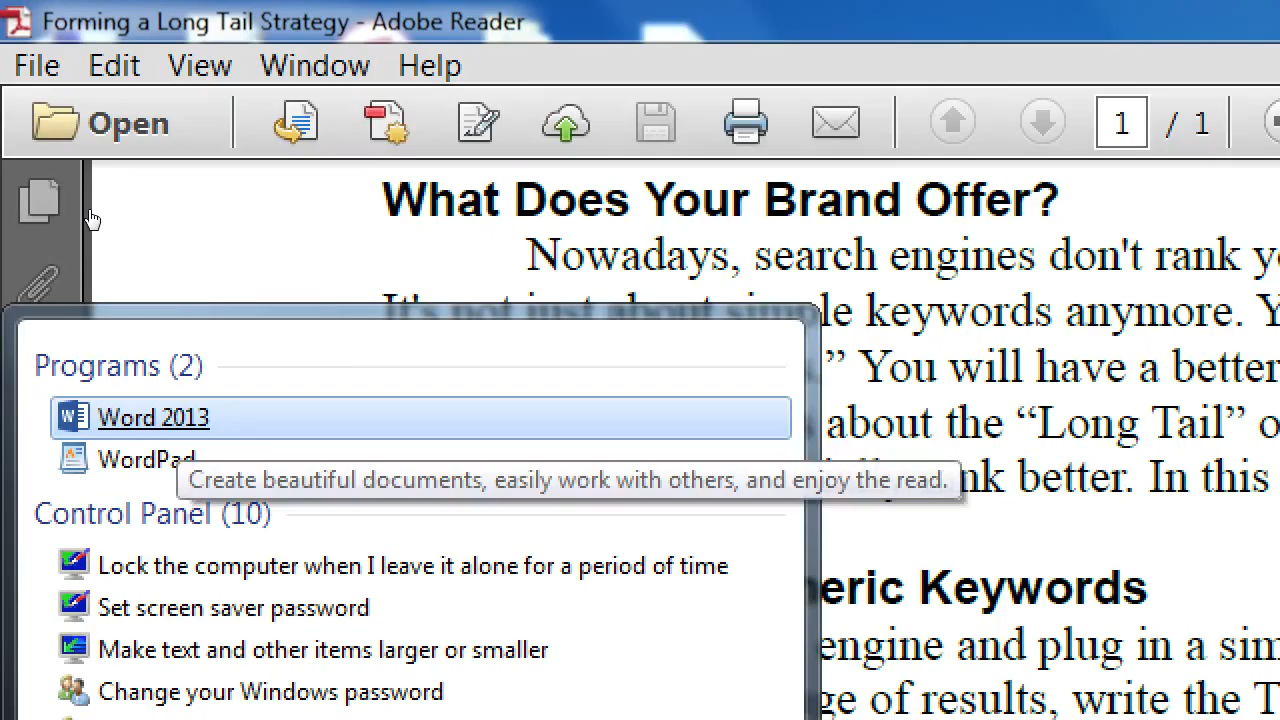 Forming a Long Tail Strategy - Adobe Reader
File Edit View Window Help
Open 1 / 1
What Does Your Brand Offer?
Nowadays, search engines don't rank yo
It's not just about simple keywords anymore. Y
Programs (2)
” You will have a better
Word 2013
about the “Long Tail” o
WordPad
Create beautiful documents, easily work with others, and enjoy the read.
nk better. In this
Control Panel (10)
Lock the computer when I leave it alone for a period of time
eric Keywords
Set screen saver password
Make text and other items larger or smaller
engine and plug in a sim
Change your Windows password
ge of results, write the T